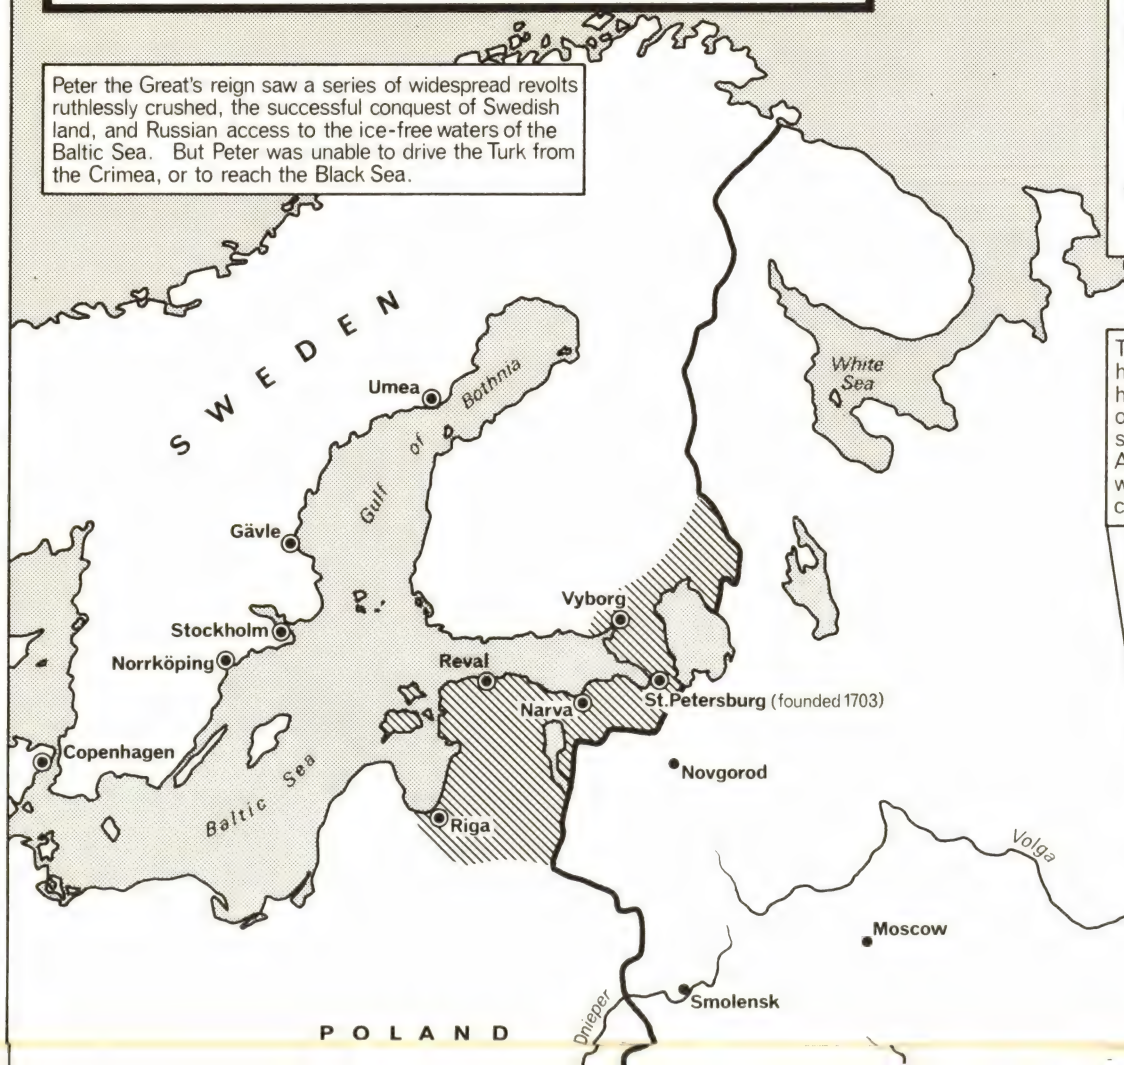 Peter the Great's reign saw a series of widespread revolts
ruthlessly crushed, the successful conquest of Swedish
land, and Russian access to the ice-free waters of the
Baltic Sea. But Peter was unable to drive the Turk from
the Crimea, or to reach the Black Sea.
SWEDEN
White
Sea
Umea
Gulf of Bothnia
Gävle
Vyborg
Stockholm
Norrköping
Reval
Narva
St.Petersburg (founded 1703)
Copenhagen
Novgorod
Baltic Sea
Riga
Volga
Moscow
Smolensk
Dnieper
POLAND